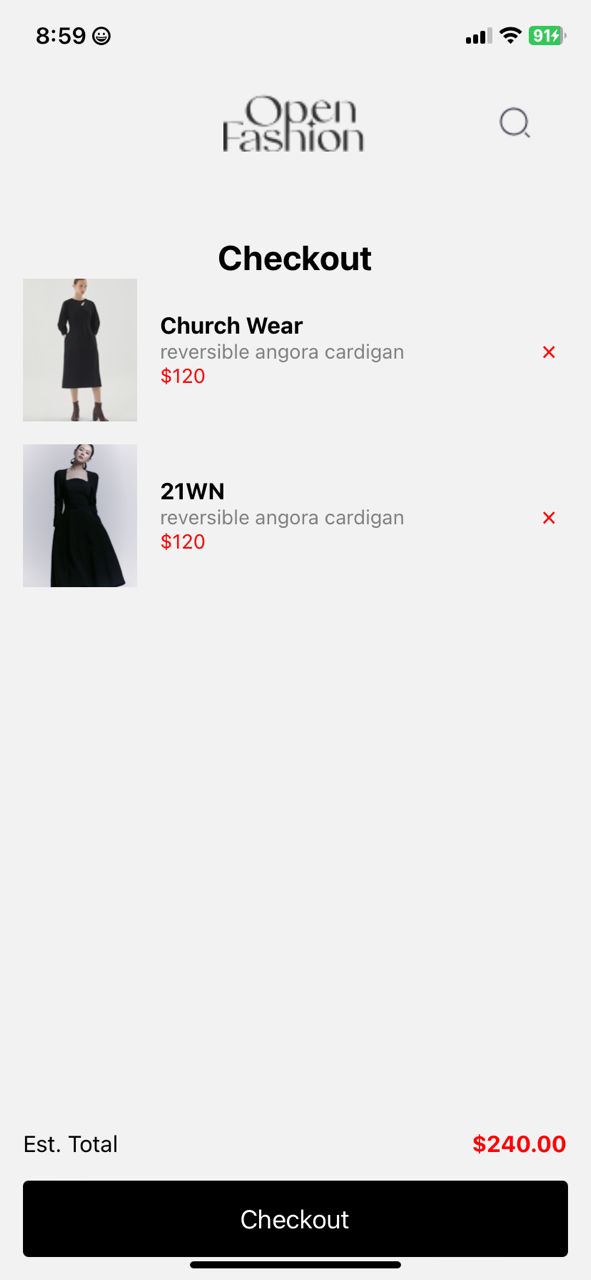 8:59
91
Open
Fashion
Checkout
Church Wear
reversible angora cardigan
$120
21WN
reversible angora cardigan
$120
Est. Total $240.00
Checkout